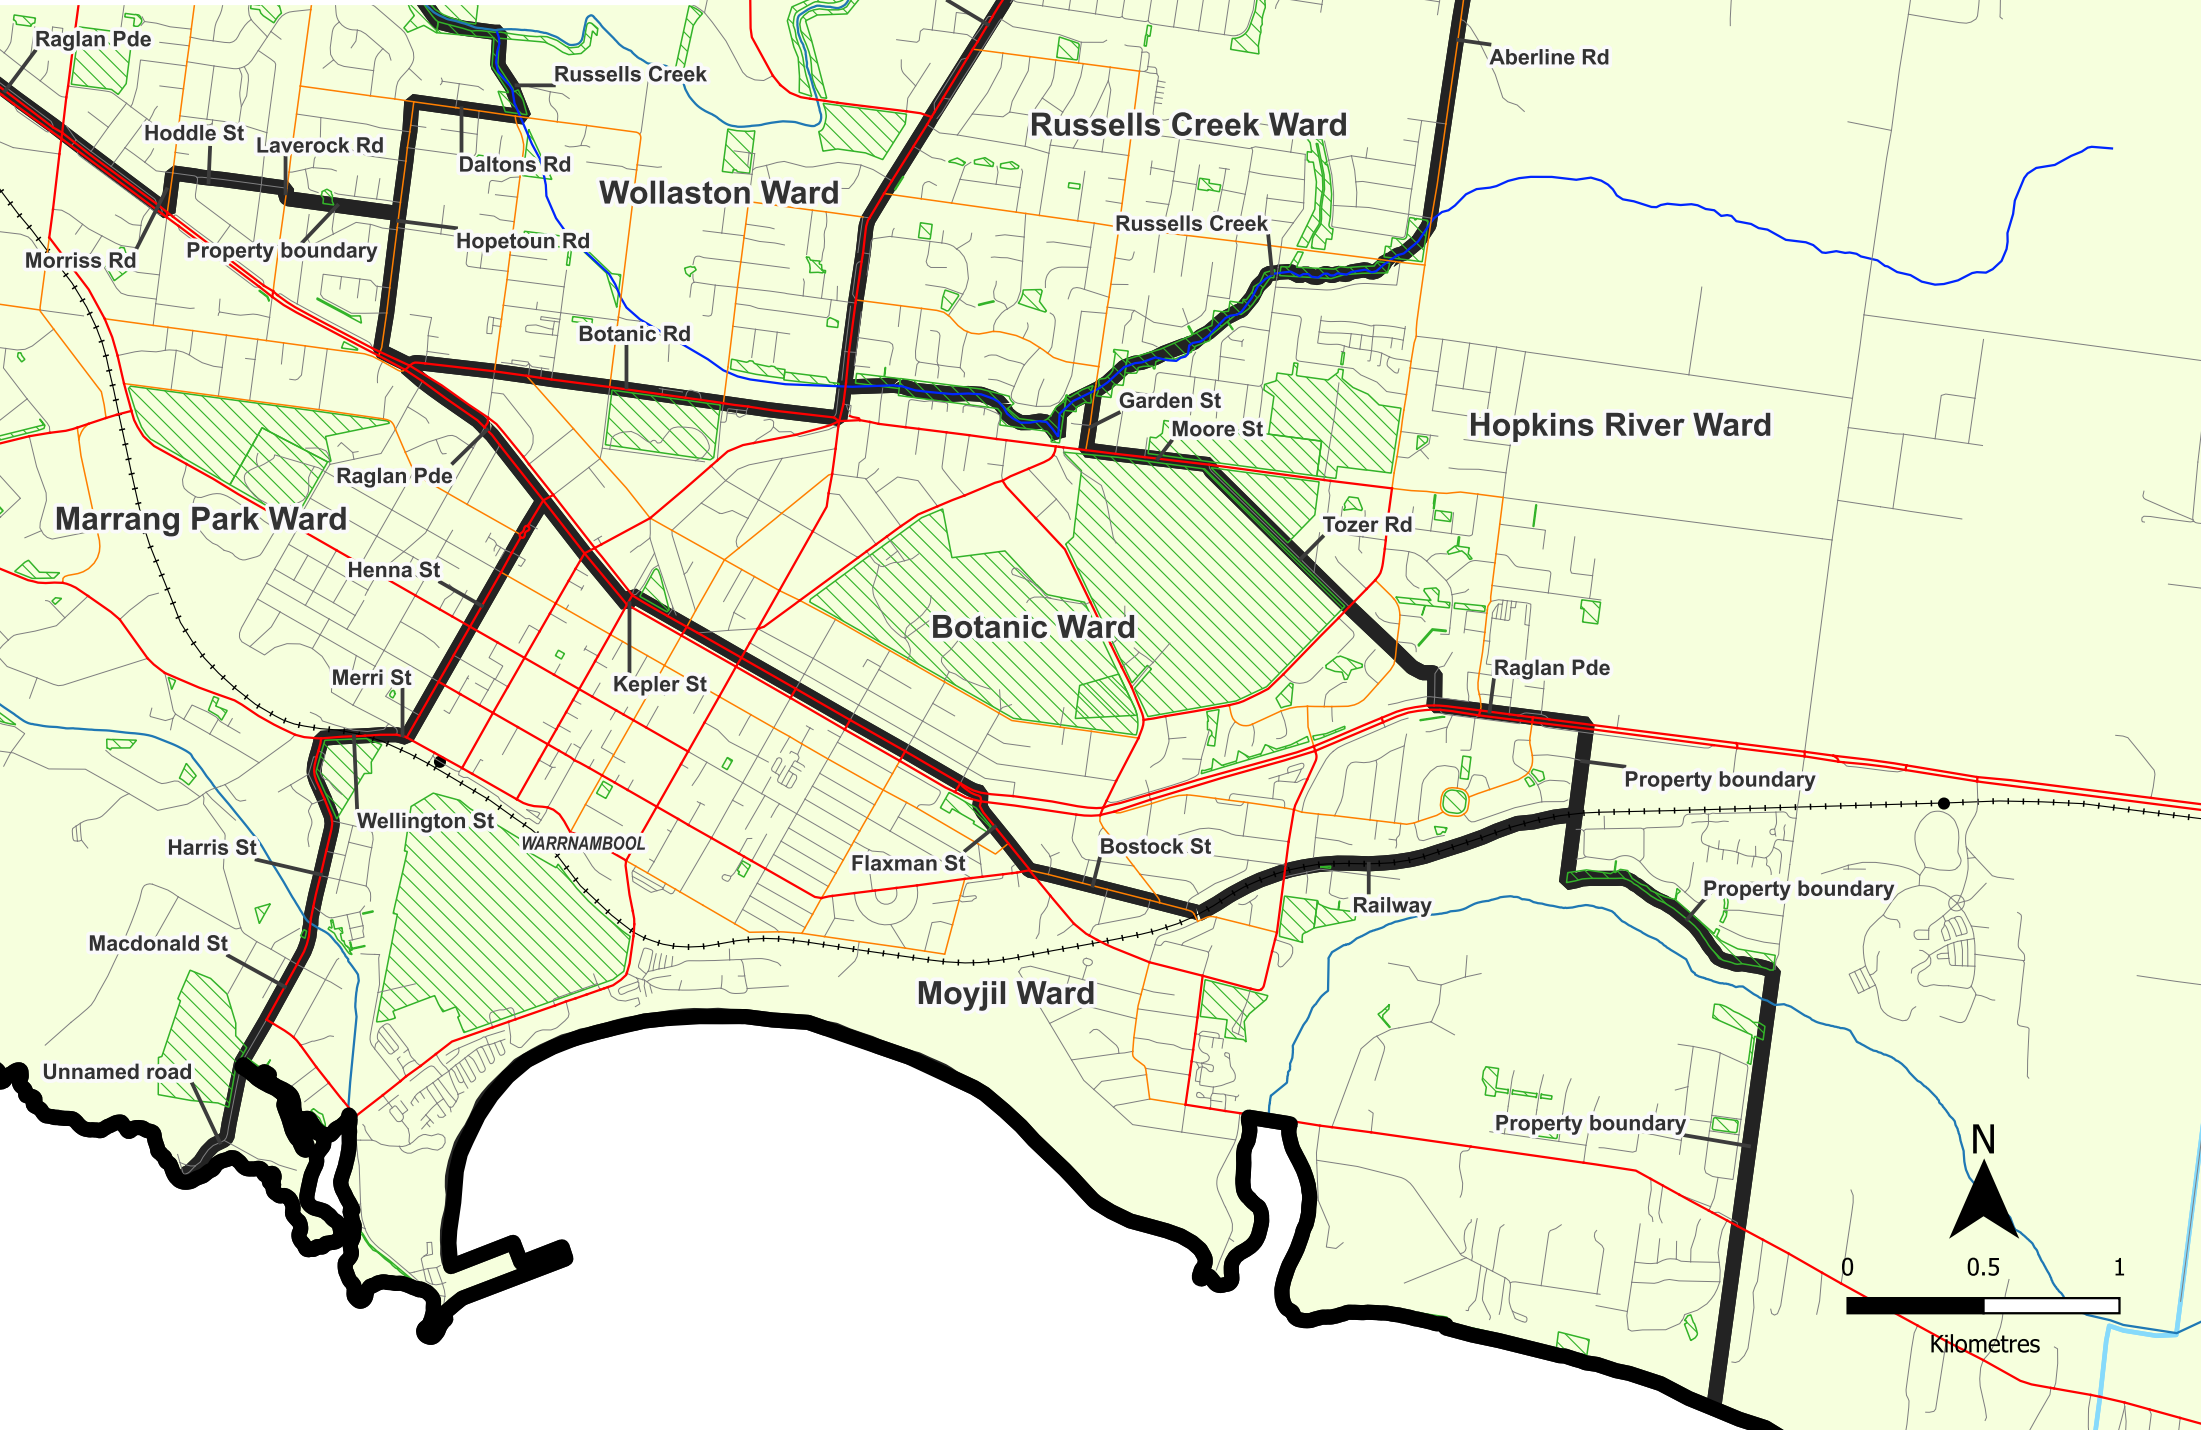 Raglan Pde
Aberline Rd
Russells Creek
Russells Creek Ward
Hoddle St
Laverock Rd
Daltons Rd
Wollaston Ward
Russells Creek
Hopetoun Rd
Property boundary
Morriss Rd
Botanic Rd
Garden St
Moore St
Hopkins River Ward
Raglan Pde
Marrang Park Ward
Tozer Rd
Henna St
Botanic Ward
Raglan Pde
Merri St
Kepler St
Property boundary
Wellington St
WARRNAMBOOL
Harris St
Flaxman St
Bostock St
Property boundary
Railway
Macdonald St
Moyjil Ward
Unnamed road
Property boundary
N
0 0.5 1
Kilometres